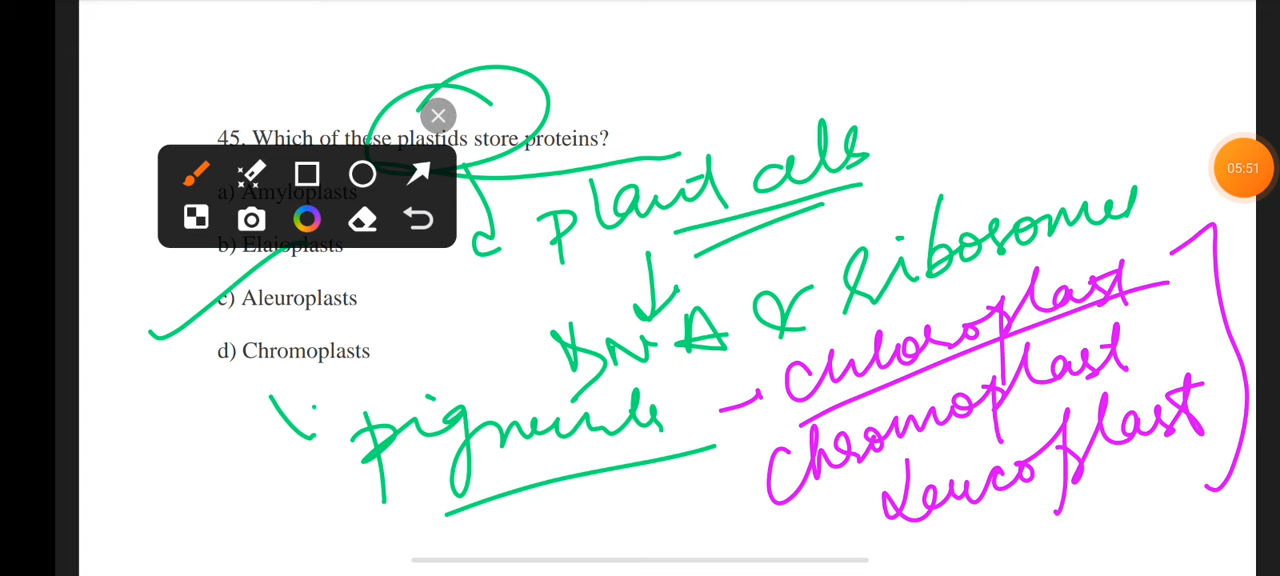 45. Which of these plastids store proteins?
a) Amyloplasts
b) Elaioplasts
c) Aleuroplasts
d) Chromoplasts
Plant cells
DNA & ribosomes
pigments
Chloroplast
Chromoplast
Leucoplast
05:51